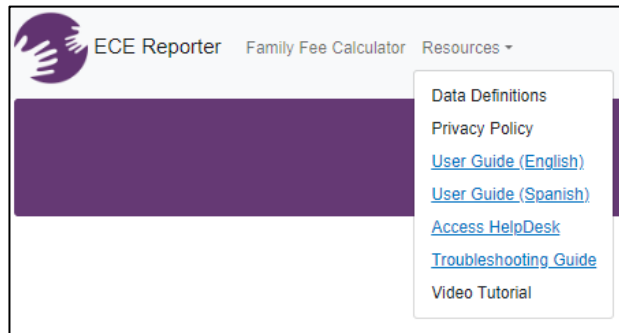 ECE Reporter Family Fee Calculator Resources
Data Definitions
Privacy Policy
User Guide (English)
User Guide (Spanish)
Access HelpDesk
Troubleshooting Guide
Video Tutorial